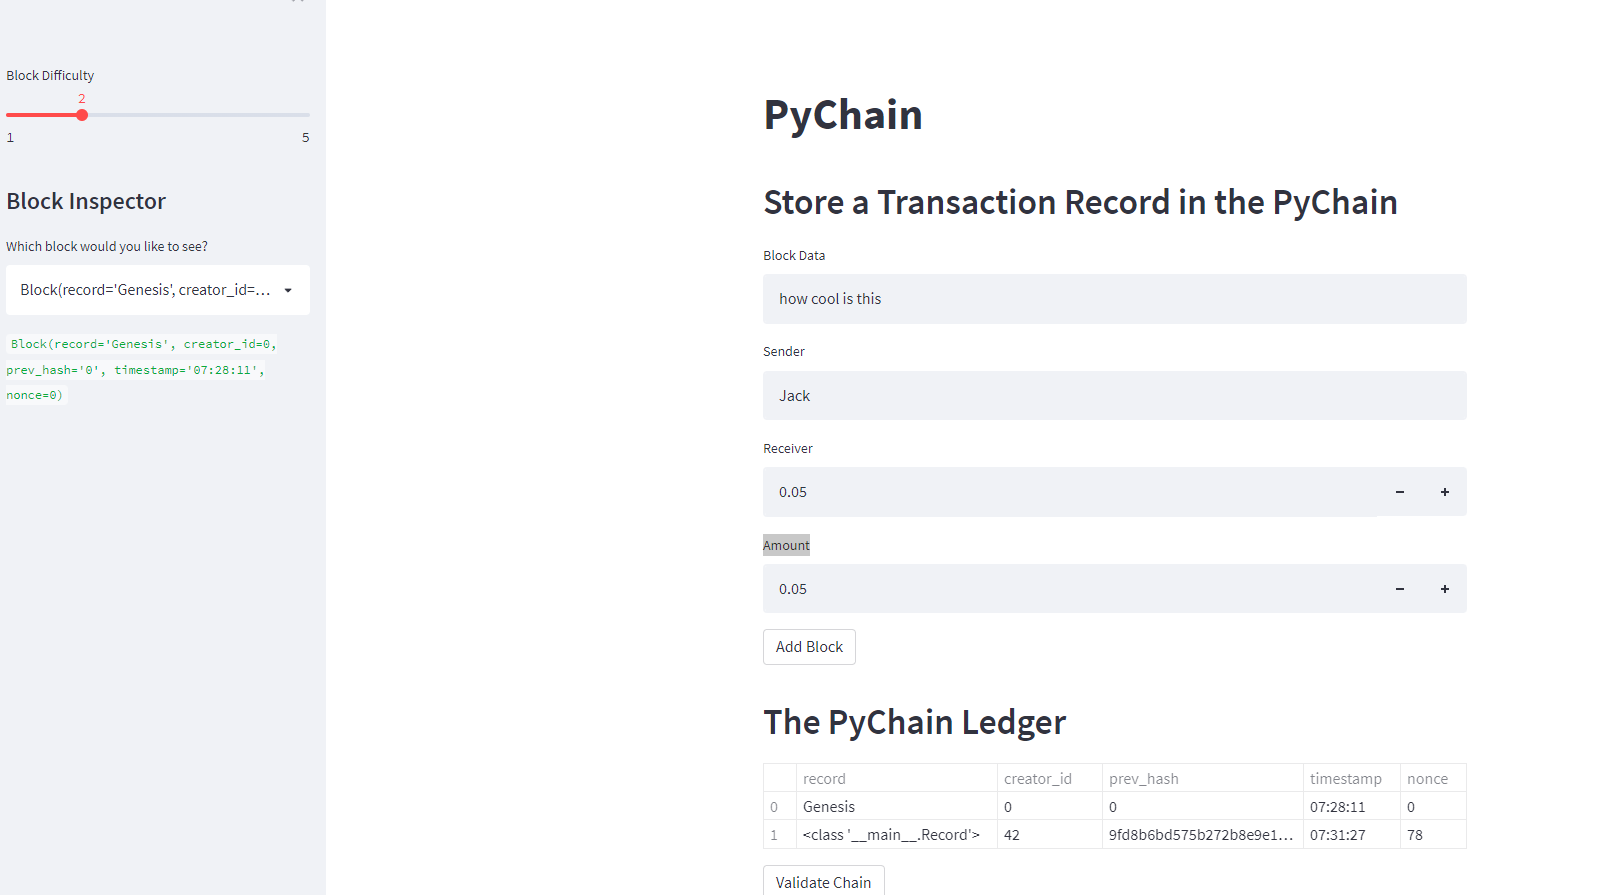 Block Difficulty
2
1 5
Block Inspector
Which block would you like to see?
Block(record='Genesis', creator_id=...
Block(record='Genesis', creator_id=0,
prev_hash='0', timestamp='07:28:11',
nonce=0)
PyChain
Store a Transaction Record in the PyChain
Block Data
how cool is this
Sender
Jack
Receiver
0.05 − +
Amount
0.05 − +
Add Block
The PyChain Ledger
record creator_id prev_hash timestamp nonce
0 Genesis 0 0 07:28:11 0
1 <class '__main__.Record'> 42 9fd8b6bd575b272b8e9e1... 07:31:27 78
Validate Chain